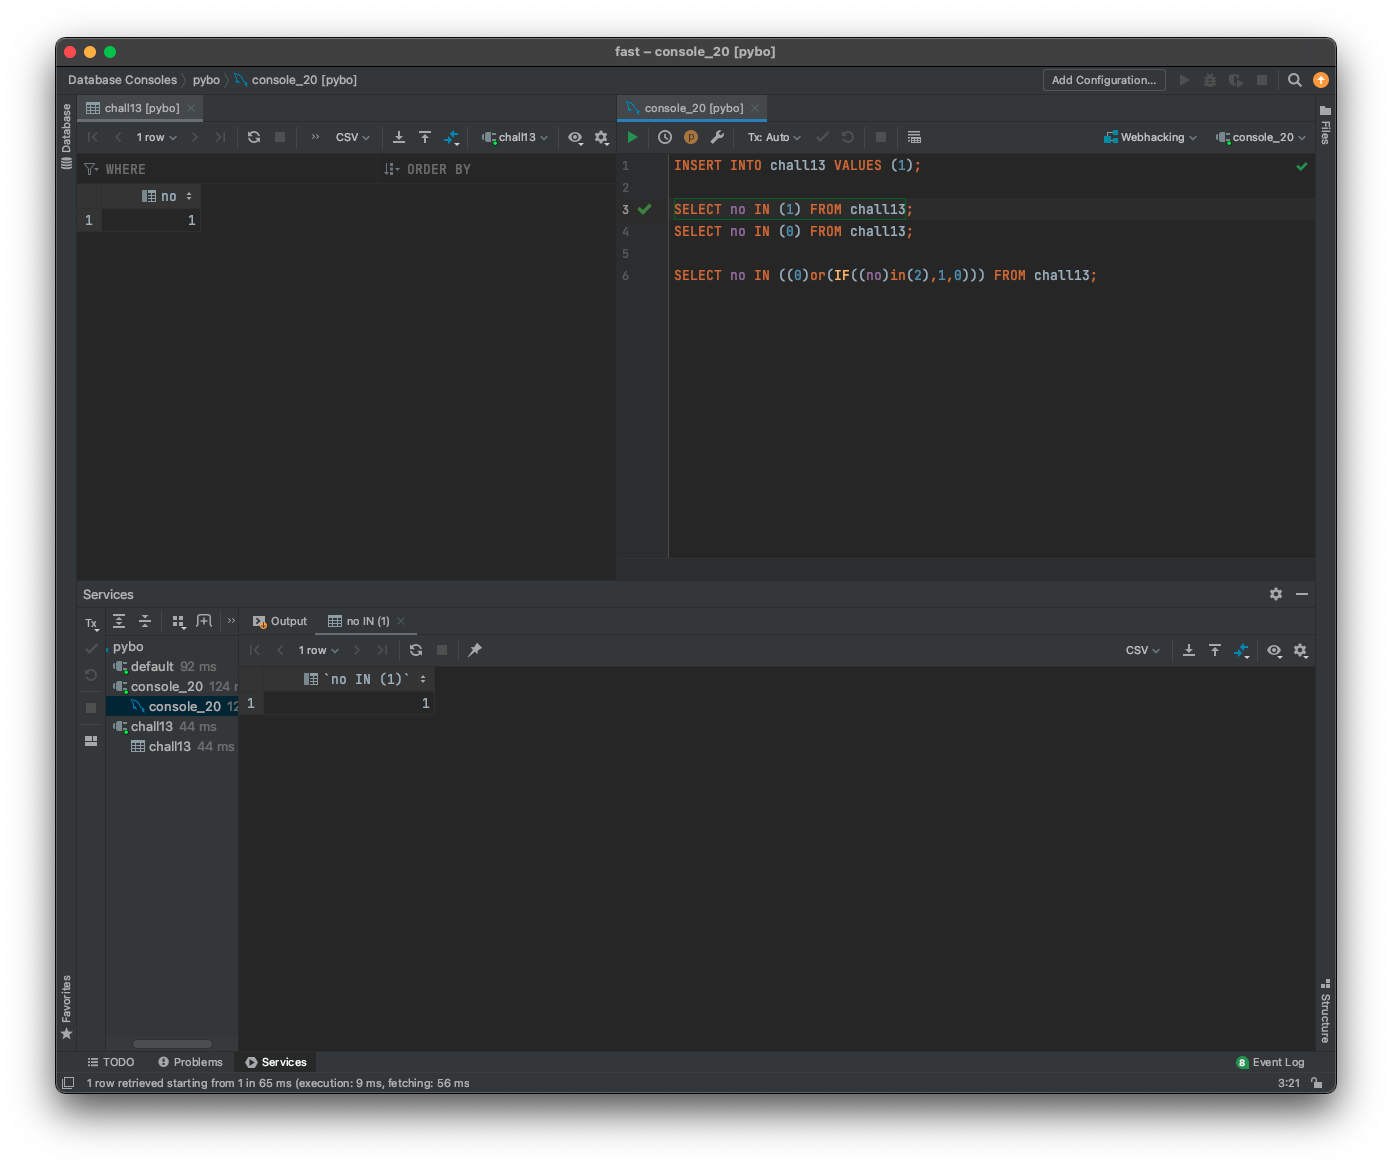 fast – console_20 [pybo]
Database Consoles pybo console_20 [pybo] Add Configuration...
Database
chall13 [pybo]
console_20 [pybo]
Files
1 row CSV chall13
Tx: Auto Webhacking console_20
WHERE ORDER BY
no
1 1
1 INSERT INTO chall13 VALUES (1);
2
3 SELECT no IN (1) FROM chall13;
4 SELECT no IN (0) FROM chall13;
5
6 SELECT no IN ((0)or(IF((no)in(2),1,0))) FROM chall13;
Services
Tx
Output no IN (1)
pybo
default 92 ms
console_20 124
console_20 12
chall13 44 ms
chall13 44 ms
1 row CSV
`no IN (1)`
1 1
Favorites
Structure
TODO Problems Services 8 Event Log
1 row retrieved starting from 1 in 65 ms (execution: 9 ms, fetching: 56 ms) 3:21